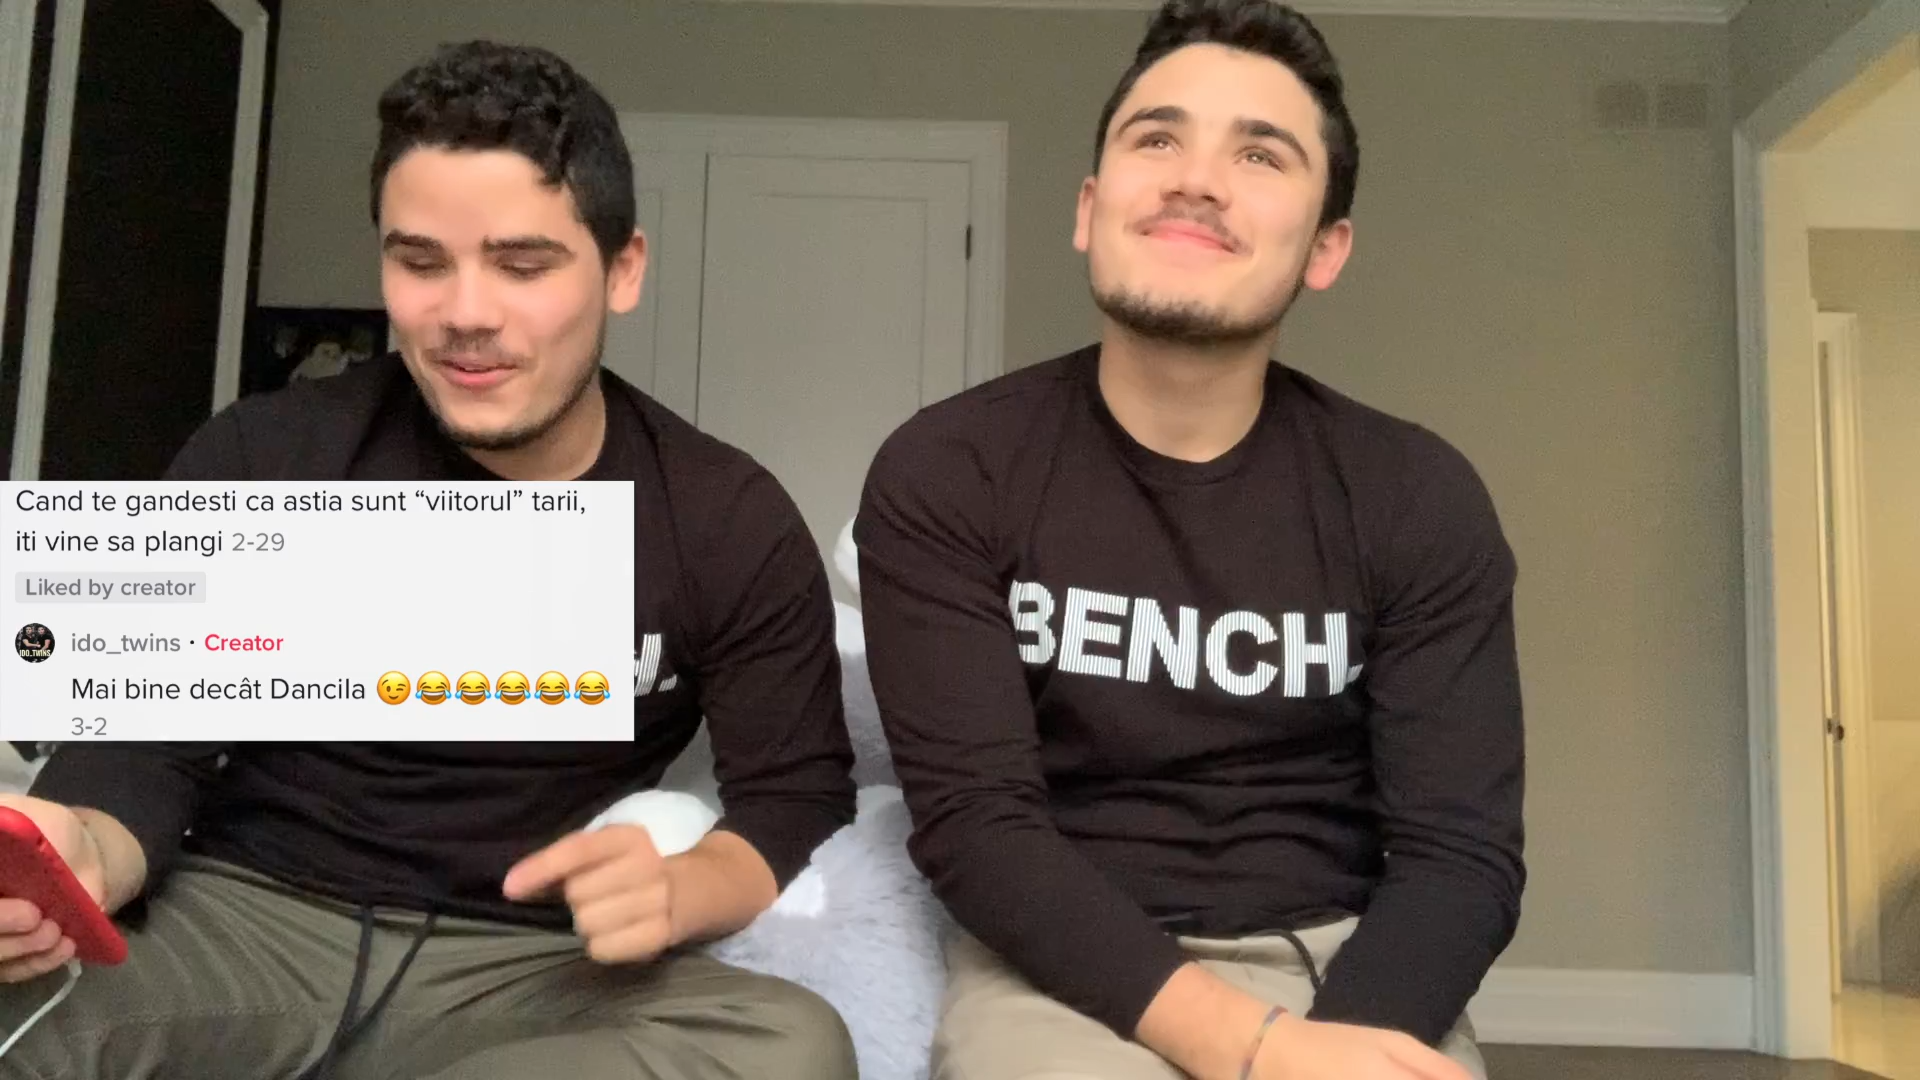 Cand te gandesti ca astia sunt “viitorul” tarii,
iti vine sa plangi 2-29
Liked by creator
ido_twins · Creator
Mai bine decât Dancila 😉😂😂😂😂😂
3-2
BENCH.